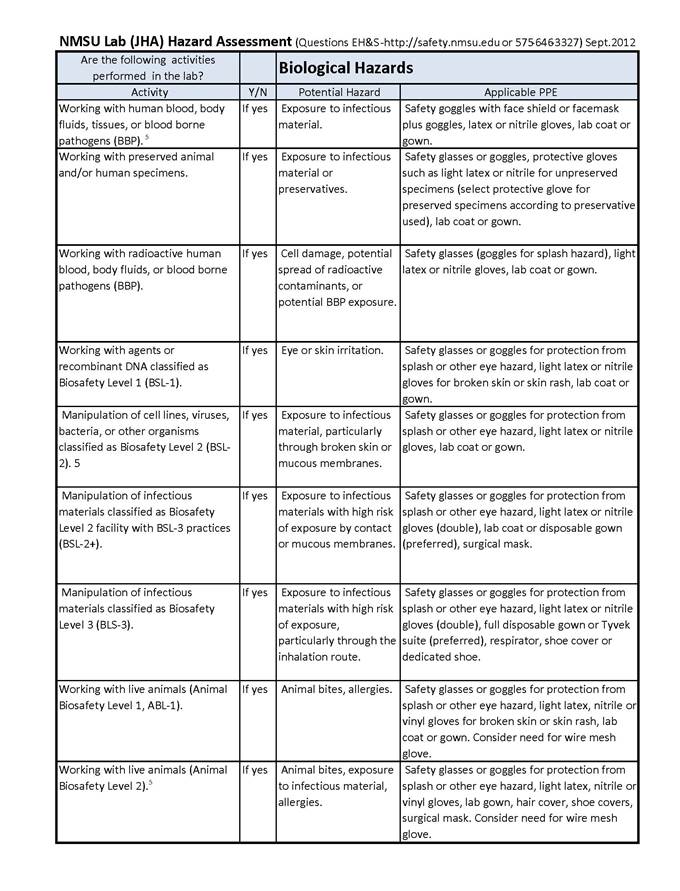 NMSU Lab (JHA) Hazard Assessment (Questions EH&S-http://safety.nmsu.edu or 575-646-3327) Sept.2012
Are the following activities
performed in the lab?
Biological Hazards
Activity Y/N Potential Hazard Applicable PPE
Working with human blood, body If yes Exposure to infectious Safety goggles with face shield or facemask
fluids, tissues, or blood borne material. plus goggles, latex or nitrile gloves, lab coat or
pathogens (BBP). 5 gown.
Working with preserved animal If yes Exposure to infectious Safety glasses or goggles, protective gloves
and/or human specimens. material or such as light latex or nitrile for unpreserved
preservatives. specimens (select protective glove for
preserved specimens according to preservative
used), lab coat or gown.
Working with radioactive human If yes Cell damage, potential Safety glasses (goggles for splash hazard), light
blood, body fluids, or blood borne spread of radioactive latex or nitrile gloves, lab coat or gown.
pathogens (BBP). contaminants, or
potential BBP exposure.
Working with agents or If yes Eye or skin irritation. Safety glasses or goggles for protection from
recombinant DNA classified as splash or other eye hazard, light latex or nitrile
Biosafety Level 1 (BSL-1). gloves for broken skin or skin rash, lab coat or
gown.
Manipulation of cell lines, viruses, If yes Exposure to infectious Safety glasses or goggles for protection from
bacteria, or other organisms material, particularly splash or other eye hazard, light latex or nitrile
classified as Biosafety Level 2 (BSL- through broken skin or gloves, lab coat or gown.
2). 5 mucous membranes.
Manipulation of infectious If yes Exposure to infectious Safety glasses or goggles for protection from
materials classified as Biosafety materials with high risk splash or other eye hazard, light latex or nitrile
Level 2 facility with BSL-3 practices of exposure by contact gloves (double), lab coat or disposable gown
(BSL-2+). or mucous membranes. (preferred), surgical mask.
Manipulation of infectious If yes Exposure to infectious Safety glasses or goggles for protection from
materials classified as Biosafety materials with high risk splash or other eye hazard, light latex or nitrile
Level 3 (BLS-3). of exposure, gloves (double), full disposable gown or Tyvek
particularly through the suite (preferred), respirator, shoe cover or
inhalation route. dedicated shoe.
Working with live animals (Animal If yes Animal bites, allergies. Safety glasses or goggles for protection from
Biosafety Level 1, ABL-1). splash or other eye hazard, light latex, nitrile or
vinyl gloves for broken skin or skin rash, lab
coat or gown. Consider need for wire mesh
glove.
Working with live animals (Animal If yes Animal bites, exposure Safety glasses or goggles for protection from
Biosafety Level 2).5 to infectious material, splash or other eye hazard, light latex, nitrile or
allergies. vinyl gloves, lab gown, hair cover, shoe covers,
surgical mask. Consider need for wire mesh
glove.